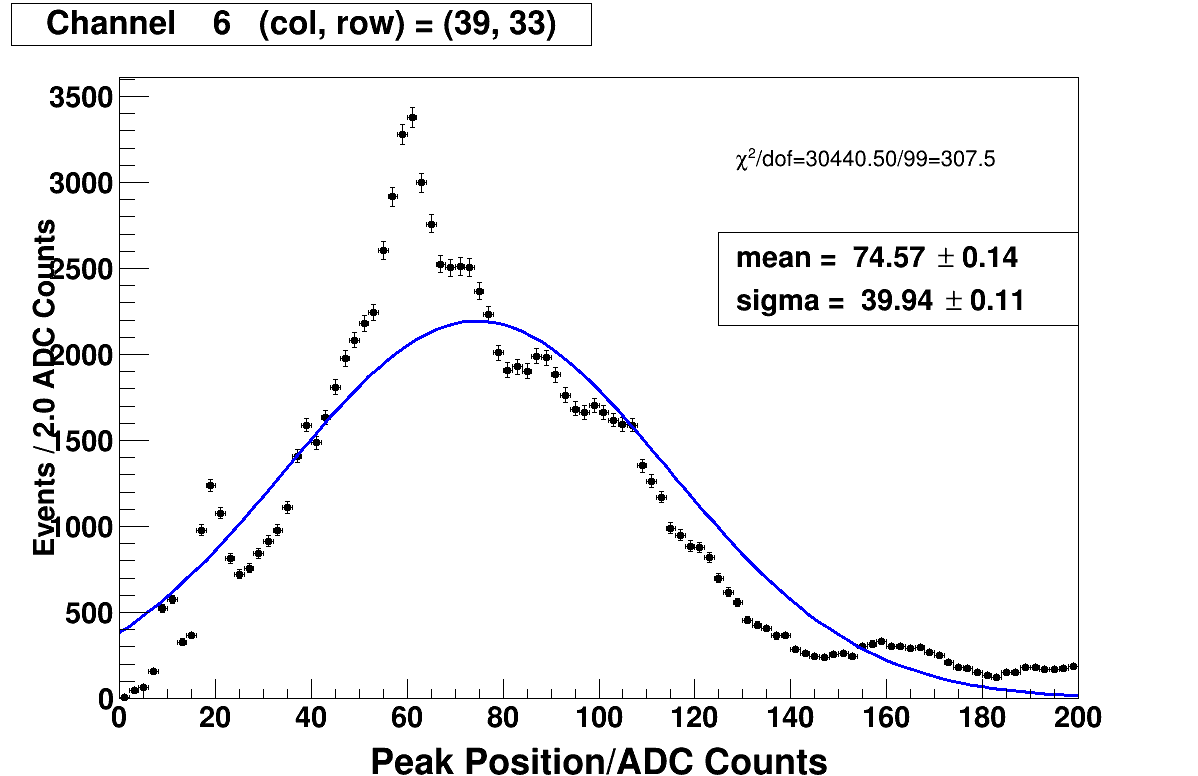 Channel 6 (col, row) = (39, 33)
3500
3000
2500
2000
1500
1000
500
0
Events / 2.0 ADC Counts
χ²/dof=30440.50/99=307.5
mean = 74.57 ± 0.14
sigma = 39.94 ± 0.11
0 20 40 60 80 100 120 140 160 180 200
Peak Position/ADC Counts